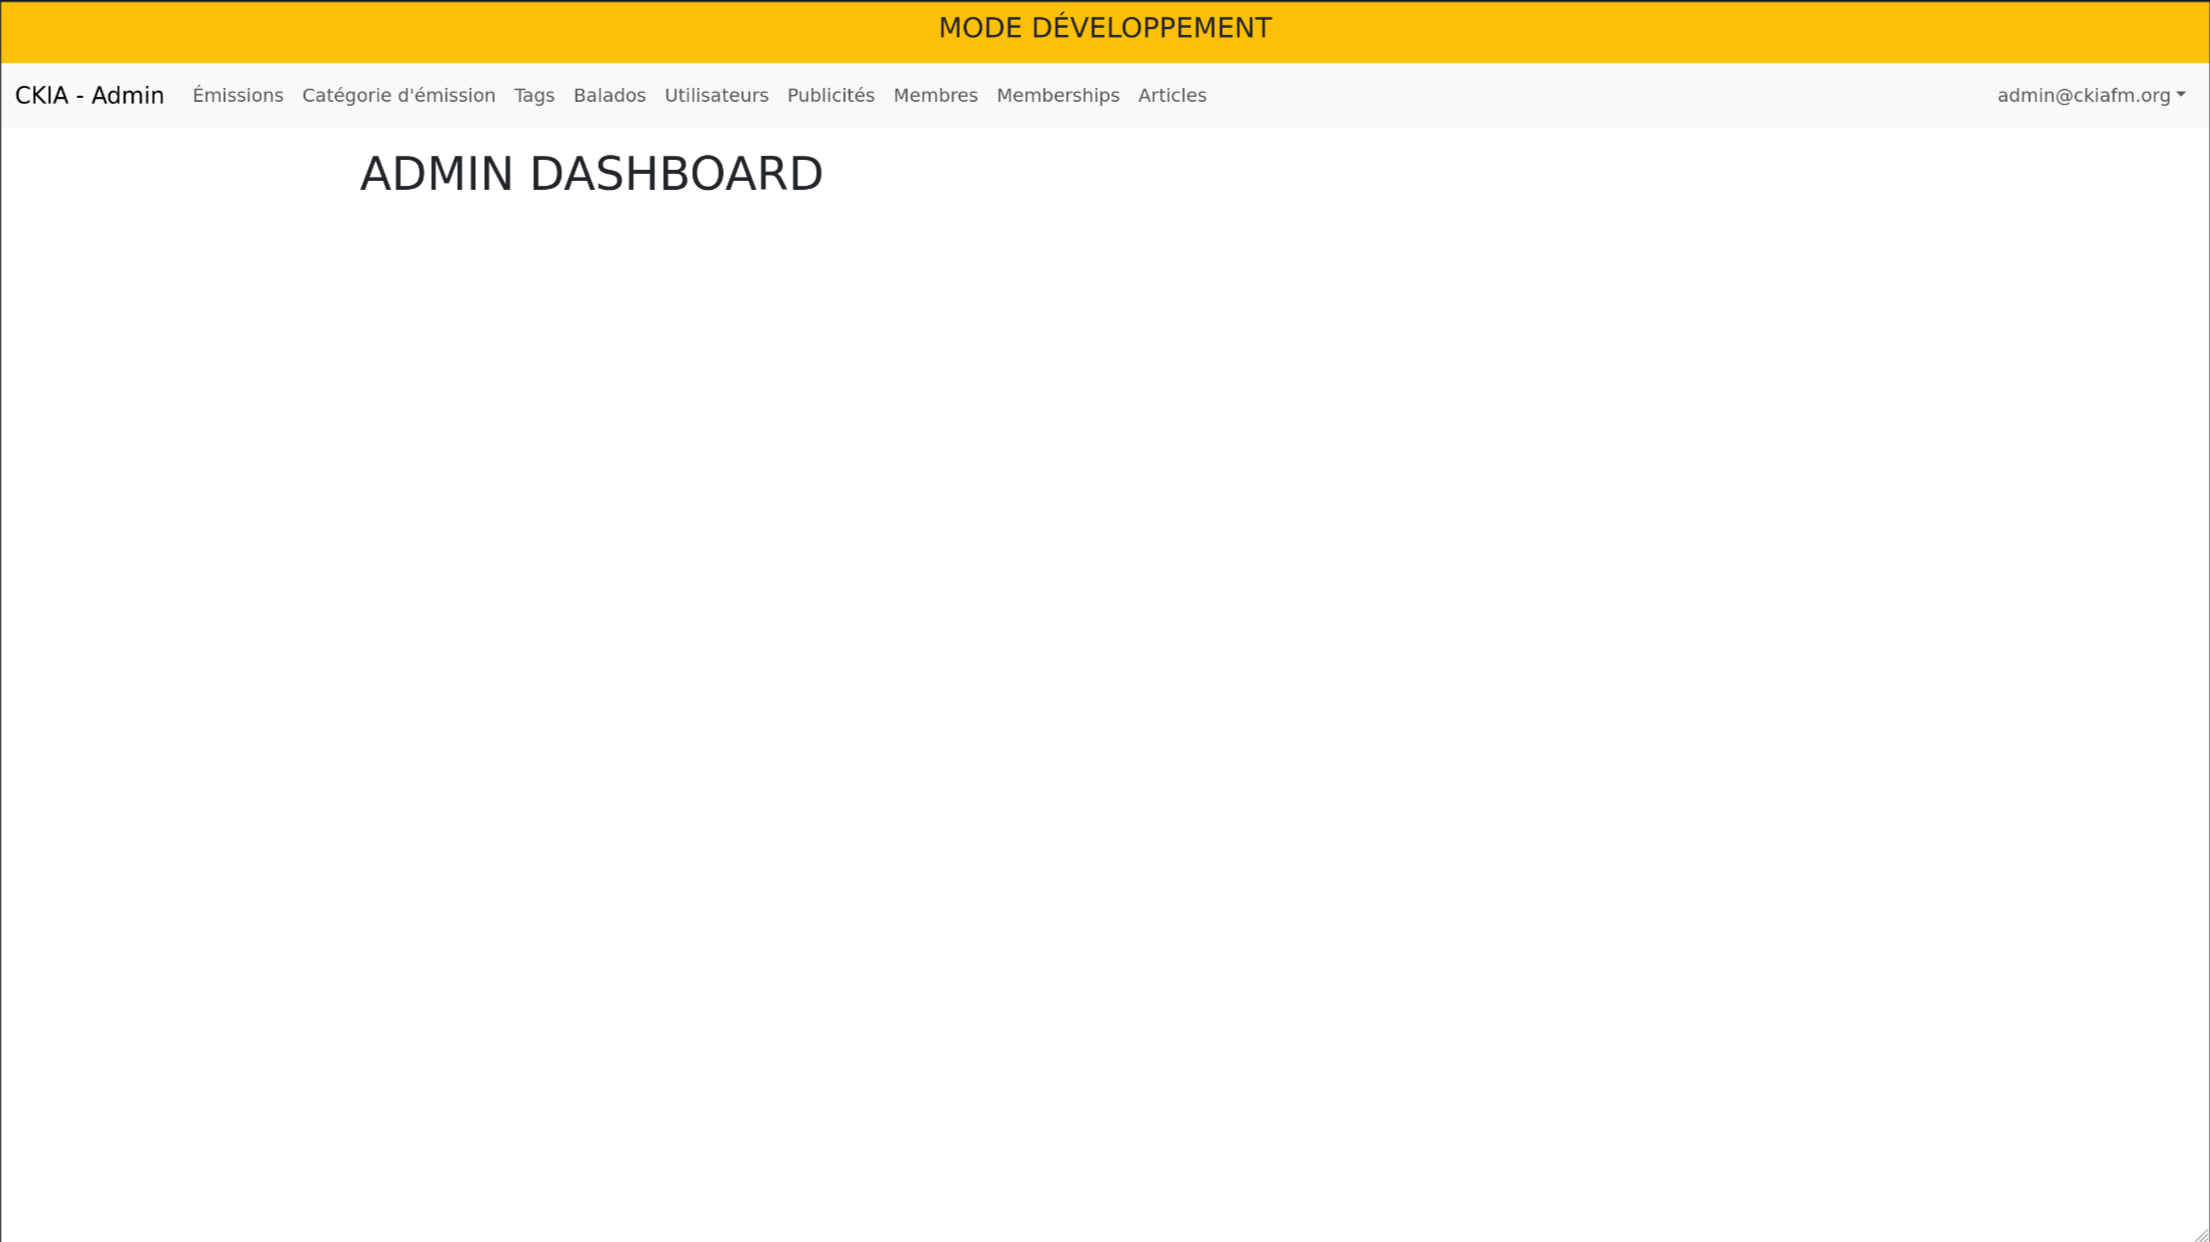 MODE DÉVELOPPEMENT
CKIA - Admin Émissions Catégorie d'émission Tags Balados Utilisateurs Publicités Membres Memberships Articles admin@ckiafm.org
ADMIN DASHBOARD